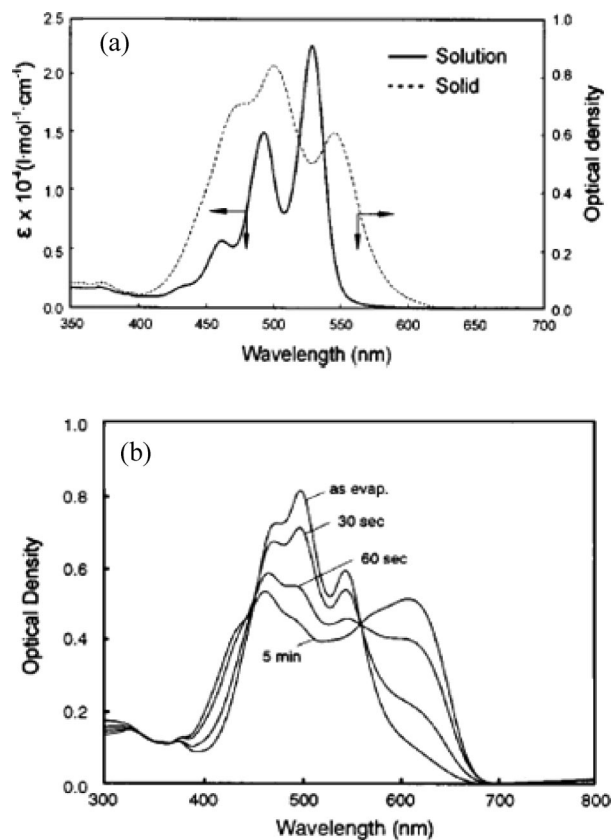 (a)
Solution
Solid
2.5
2.0
1.5
1.0
0.5
0.0
ε x 10⁻⁴(l·mol⁻¹·cm⁻¹)
1.0
0.8
0.6
0.4
0.2
0.0
Optical density
350
400
450
500
550
600
650
700
Wavelength (nm)
(b)
1.0
0.8
0.6
0.4
0.2
0.0
Optical Density
as evap.
30 sec
60 sec
5 min
300
400
500
600
700
800
Wavelength (nm)